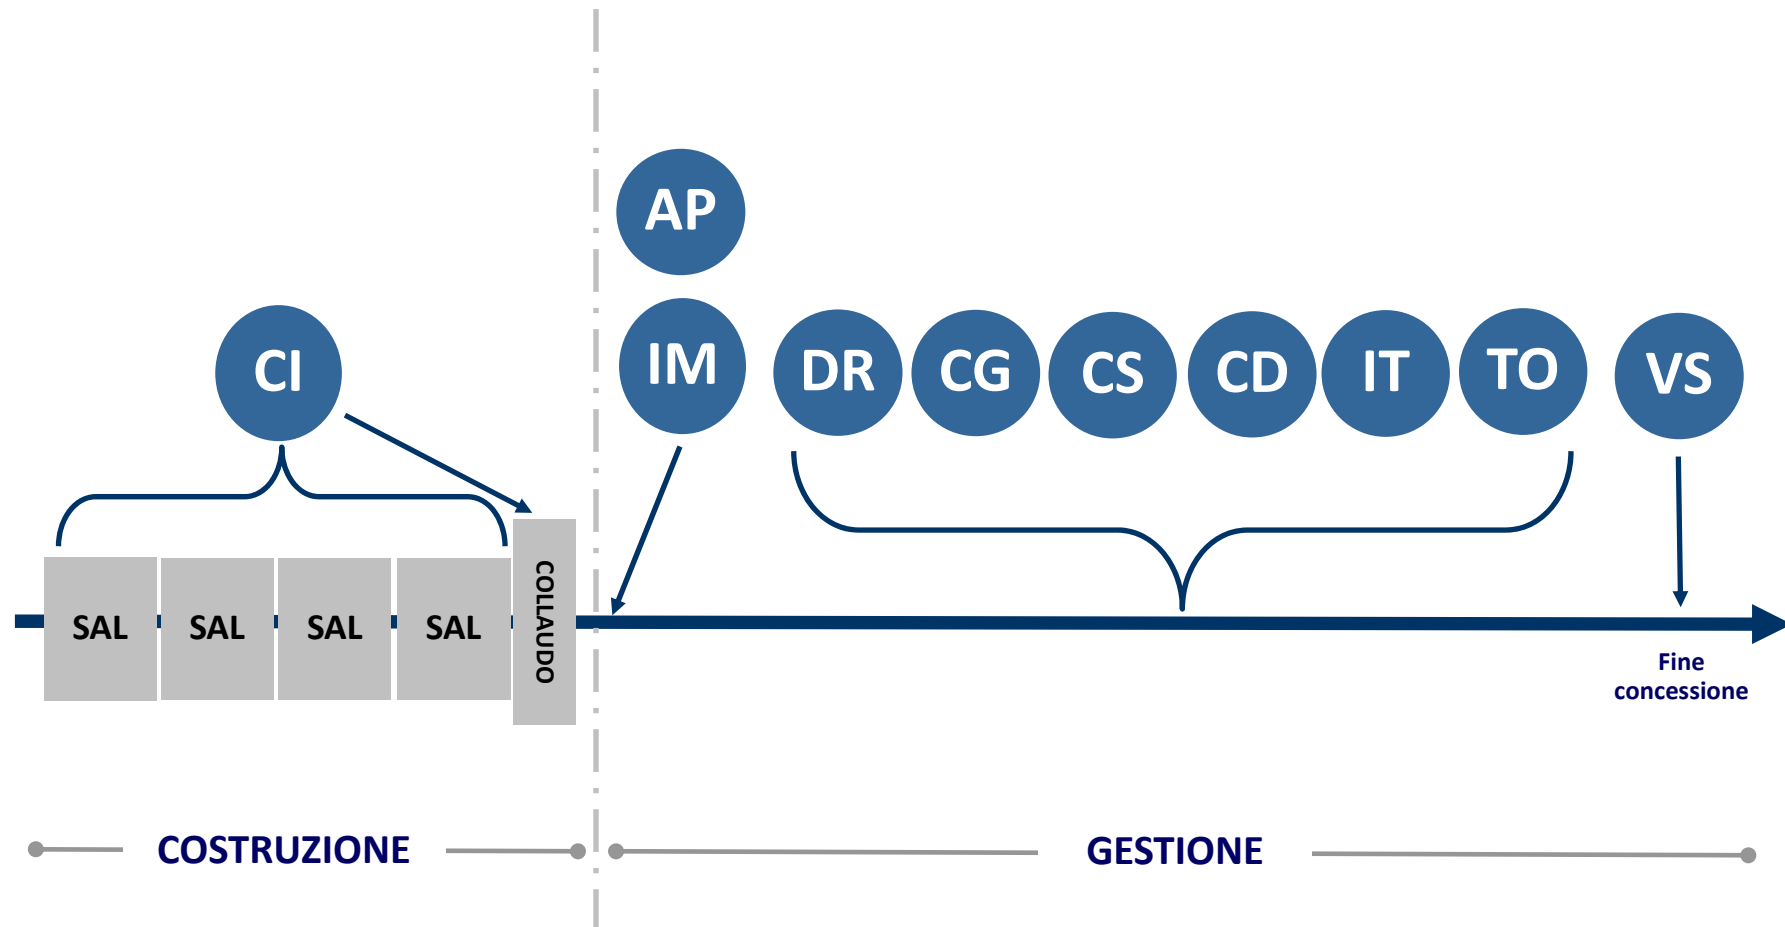 AP
CI
IM
DR
CG
CS
CD
IT
TO
VS
SAL
SAL
SAL
SAL
COLLAUDO
Fine
concessione
COSTRUZIONE
GESTIONE